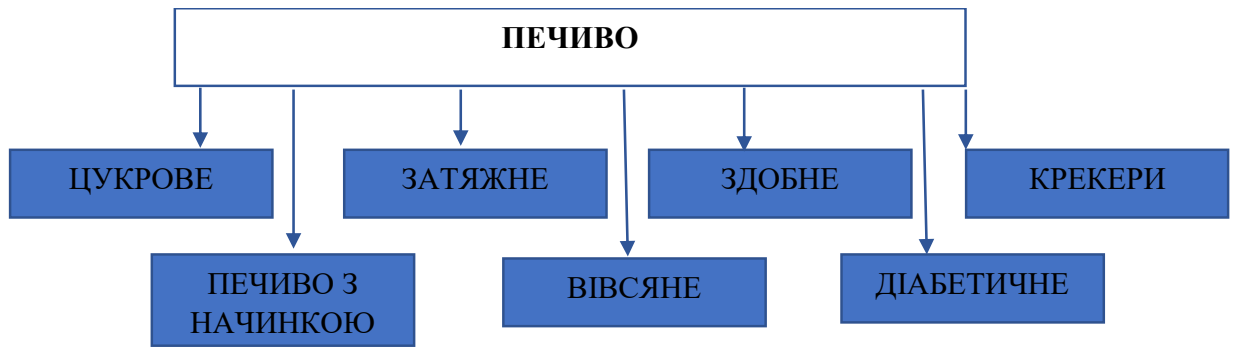 ПЕЧИВО
ЦУКРОВЕ
ЗАТЯЖНЕ
ЗДОБНЕ
КРЕКЕРИ
ПЕЧИВО З
НАЧИНКОЮ
ВІВСЯНЕ
ДІАБЕТИЧНЕ